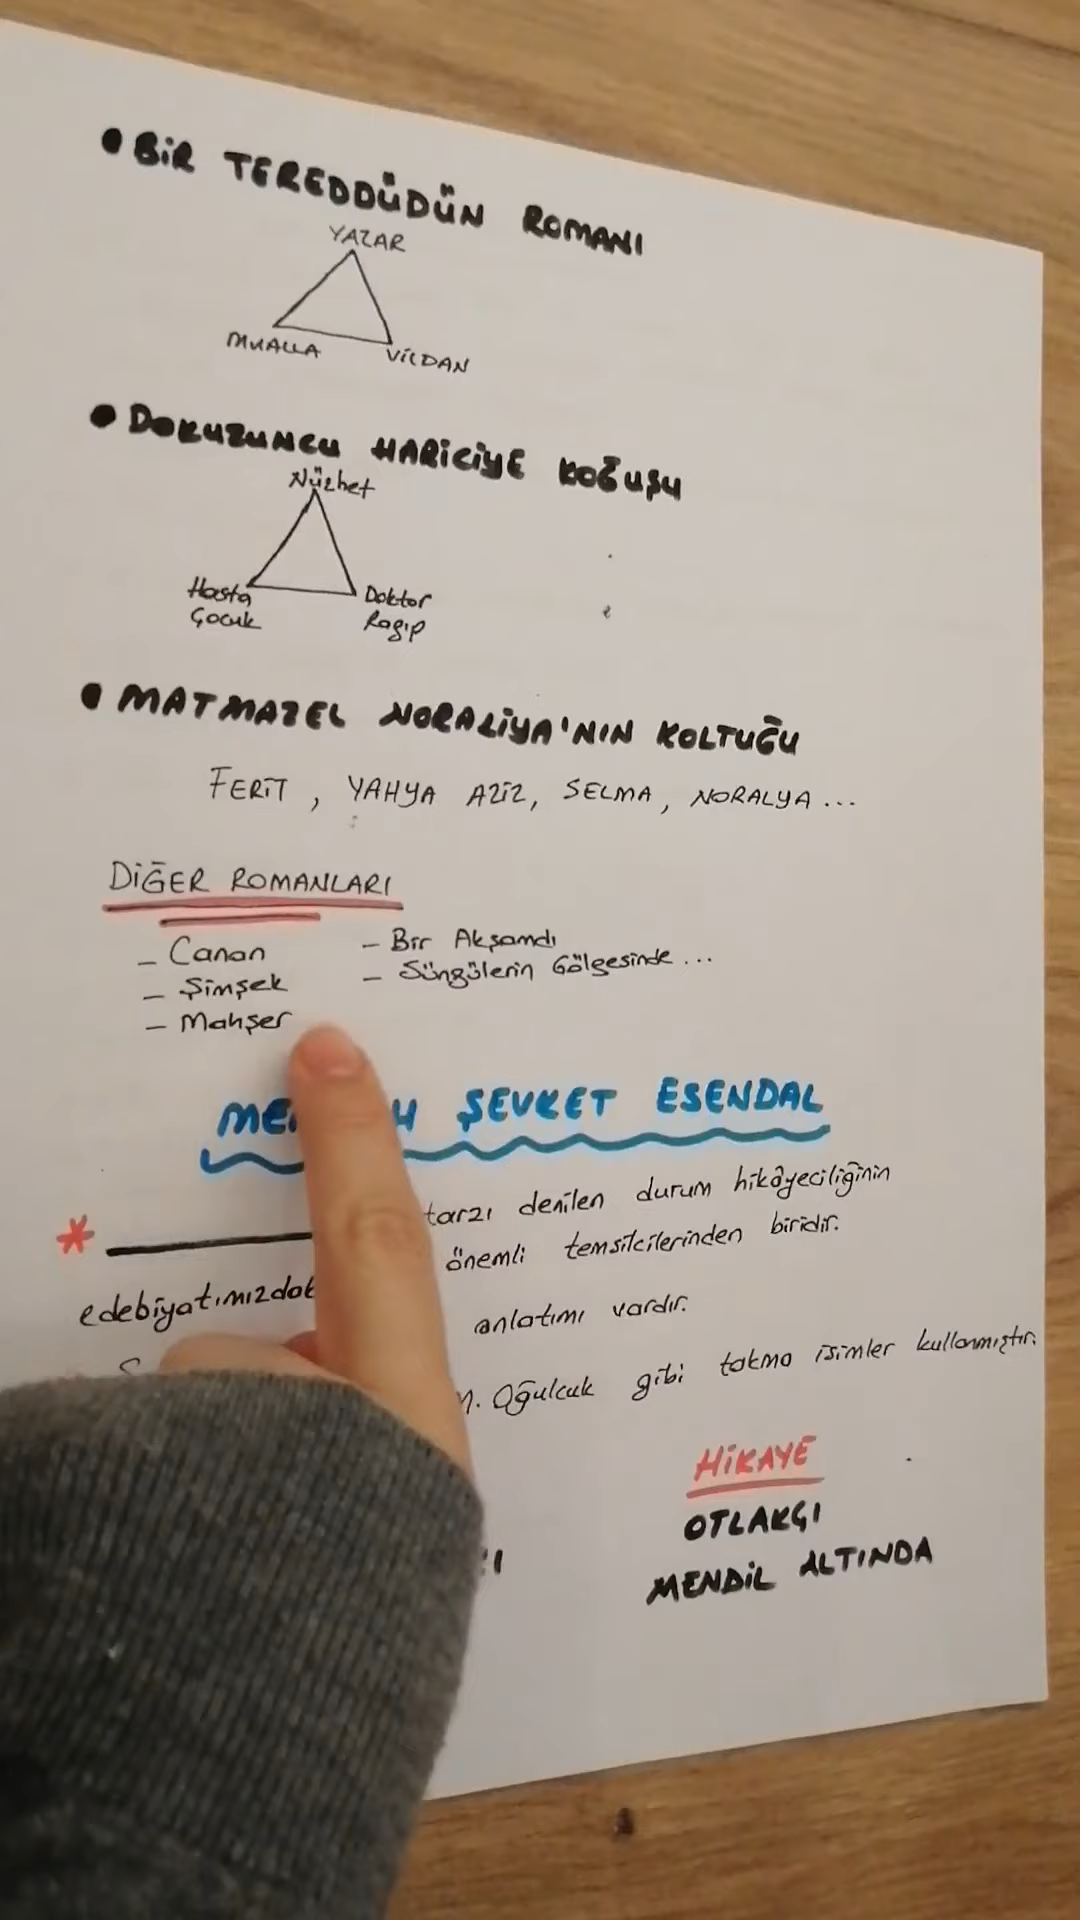 • BİR TEREDDÜDÜN ROMANI
YAZAR
MUALLA VİLDAN
• DOKUZUNCU HARİCİYE KOĞUŞU
Nüzhet
Hasta Çocuk
Doktor Ragıp
• MATMAZEL NORALİYA'NIN KOLTUĞU
FERİT, YAHYA AZİZ, SELMA, NORALYA...
DİĞER ROMANLARI
– Canan
– Şimşek
– Mahşer
– Bir Akşamdı
– Süngülerin Gölgesinde...
ŞEVKET ESENDAL
* tarzı denilen durum hikâyeciliğinin
önemli temsilcilerinden biridir.
anlatımı vardır.
M. Oğulcuk gibi takma isimler kullanmıştır.
HİKAYE
OTLAKÇI
MENDİL ALTINDA